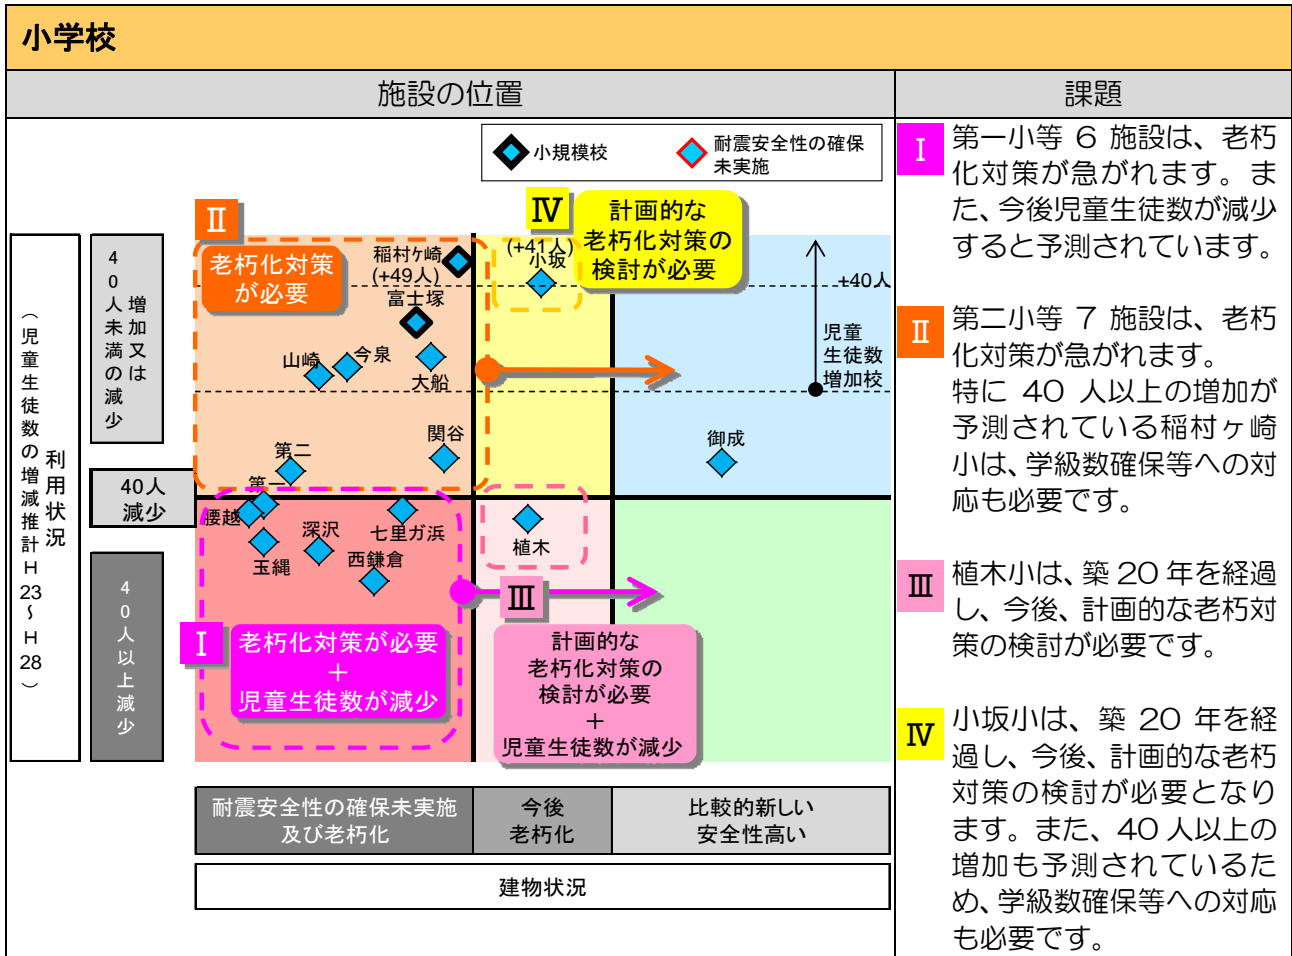 小学校
施設の位置
課題
小規模校
耐震安全性の確保
未実施
Ⅱ
老朽化対策
が必要
Ⅳ
計画的な
老朽化対策の
検討が必要
稲村ケ崎
(+49人)
富士塚
(+41人)
小坂
+40人
山崎
今泉
大船
児童
生徒数
増加校
関谷
御成
第二
第一
腰越
玉縄
深沢
七里ガ浜
西鎌倉
植木
Ⅰ
老朽化対策が必要
＋
児童生徒数が減少
Ⅲ
計画的な
老朽化対策の
検討が必要
＋
児童生徒数が減少
利用状況
（児童生徒数の増減推計H23～H28）
増加又は
40人未満の減少
40人
減少
40人以上減少
耐震安全性の確保未実施
及び老朽化
今後
老朽化
比較的新しい
安全性高い
建物状況
Ⅰ
第一小等 6 施設は、老朽
化対策が急がれます。ま
た、今後児童生徒数が減少
すると予測されています。
Ⅱ
第二小等 7 施設は、老朽
化対策が急がれます。
特に 40 人以上の増加が
予測されている稲村ヶ崎
小は、学級数確保等への対
応も必要です。
Ⅲ
植木小は、築 20 年を経過
し、今後、計画的な老朽対
策の検討が必要です。
Ⅳ
小坂小は、築 20 年を経
過し、今後、計画的な老朽
対策の検討が必要となり
ます。また、40 人以上の
増加も予測されているた
め、学級数確保等への対応
も必要です。